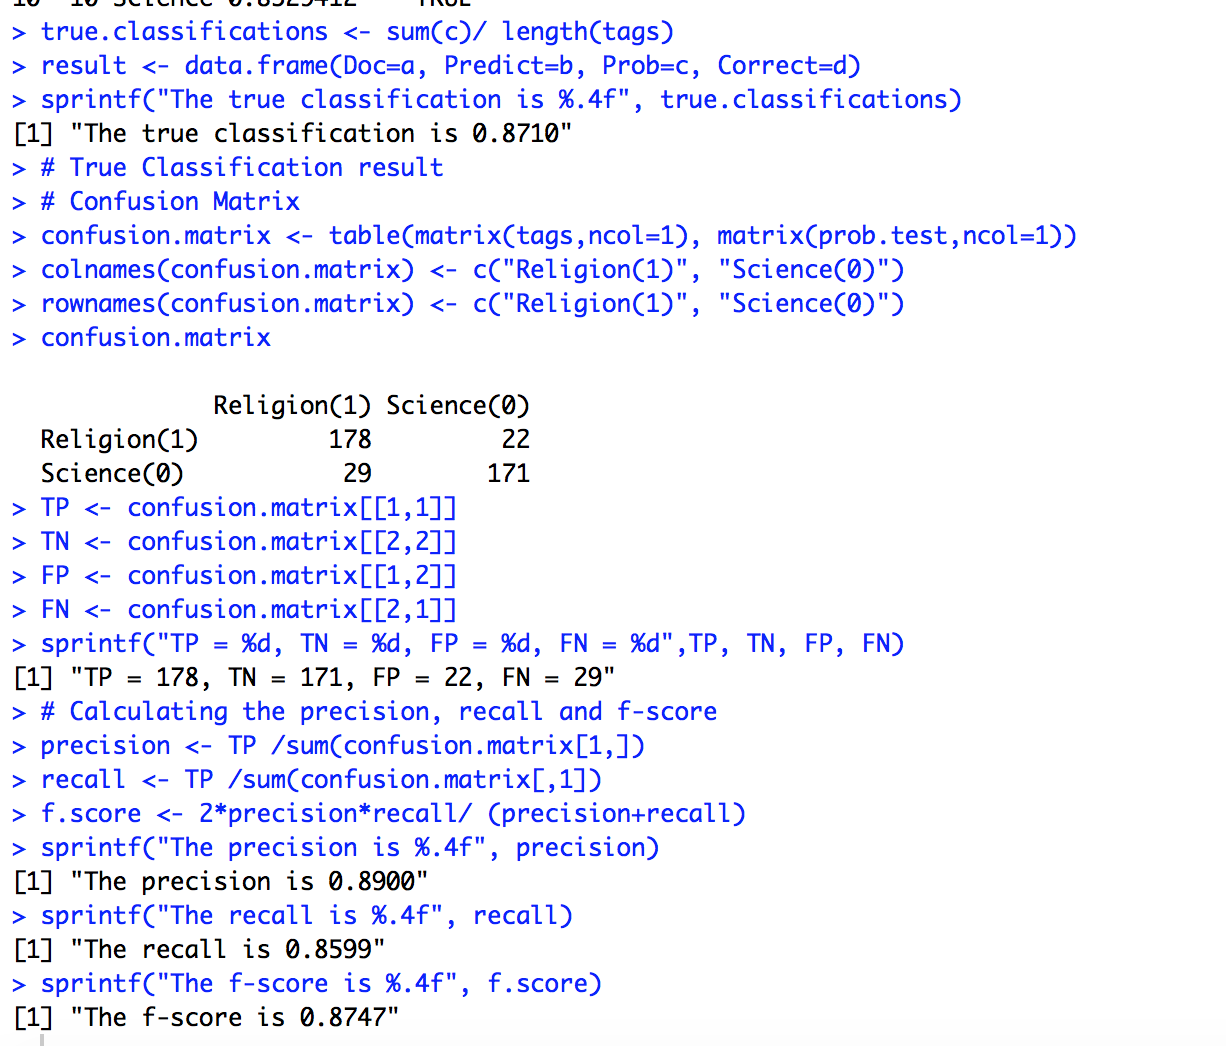 10  10 Science 0.8529412    TRUE
> true.classifications <- sum(c)/ length(tags)
> result <- data.frame(Doc=a, Predict=b, Prob=c, Correct=d)
> sprintf("The true classification is %.4f", true.classifications)
[1] "The true classification is 0.8710"
> # True Classification result
> # Confusion Matrix
> confusion.matrix <- table(matrix(tags,ncol=1), matrix(prob.test,ncol=1))
> colnames(confusion.matrix) <- c("Religion(1)", "Science(0)")
> rownames(confusion.matrix) <- c("Religion(1)", "Science(0)")
> confusion.matrix
              Religion(1) Science(0)
  Religion(1)         178         22
  Science(0)           29        171
> TP <- confusion.matrix[[1,1]]
> TN <- confusion.matrix[[2,2]]
> FP <- confusion.matrix[[1,2]]
> FN <- confusion.matrix[[2,1]]
> sprintf("TP = %d, TN = %d, FP = %d, FN = %d",TP, TN, FP, FN)
[1] "TP = 178, TN = 171, FP = 22, FN = 29"
> # Calculating the precision, recall and f-score
> precision <- TP /sum(confusion.matrix[1,])
> recall <- TP /sum(confusion.matrix[,1])
> f.score <- 2*precision*recall/ (precision+recall)
> sprintf("The precision is %.4f", precision)
[1] "The precision is 0.8900"
> sprintf("The recall is %.4f", recall)
[1] "The recall is 0.8599"
> sprintf("The f-score is %.4f", f.score)
[1] "The f-score is 0.8747"